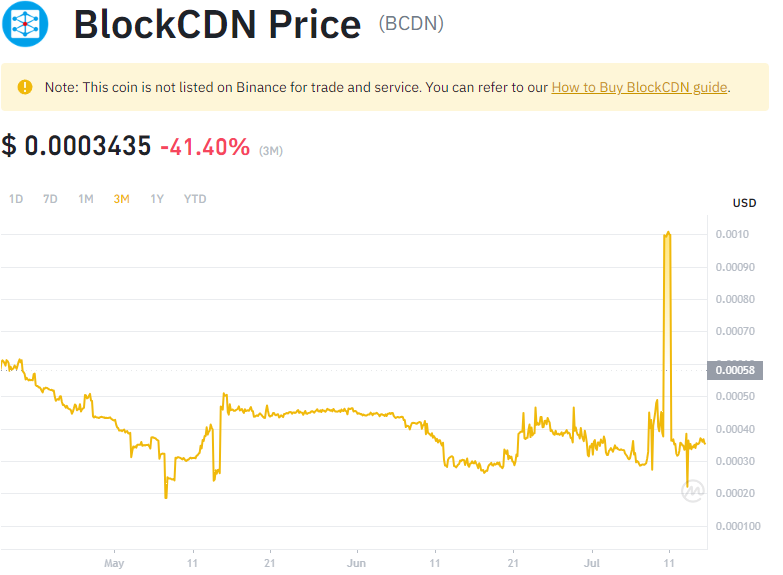 BlockCDN Price (BCDN)
Note: This coin is not listed on Binance for trade and service. You can refer to our How to Buy BlockCDN guide.
$ 0.0003435 -41.40% (3M)
1D 7D 1M 3M 1Y YTD
USD
0.0010
0.00090
0.00080
0.00070
0.00058
0.00050
0.00040
0.00030
0.00020
0.000100
May 11 21 Jun 11 21 Jul 11